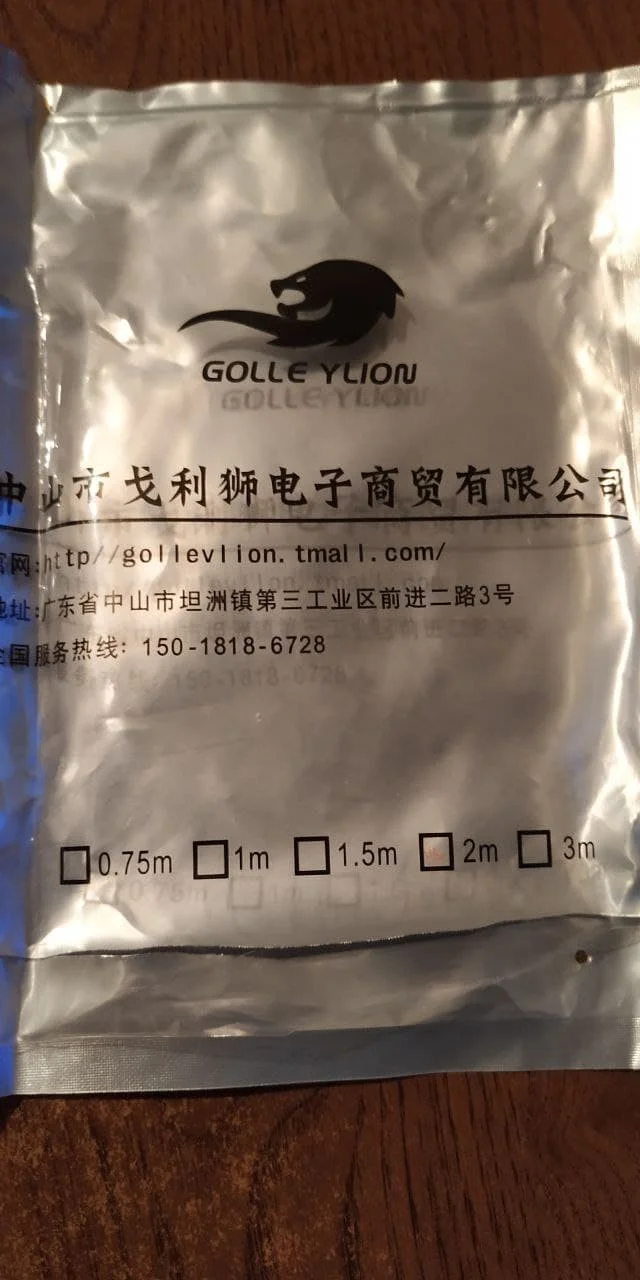 GOLLE YLION
中山市戈利狮电子商贸有限公司
官网:http//gollevlion.tmall.com/
地址:广东省中山市坦洲镇第三工业区前进二路3号
全国服务热线: 150-1818-6728
0.75m 1m 1.5m 2m 3m